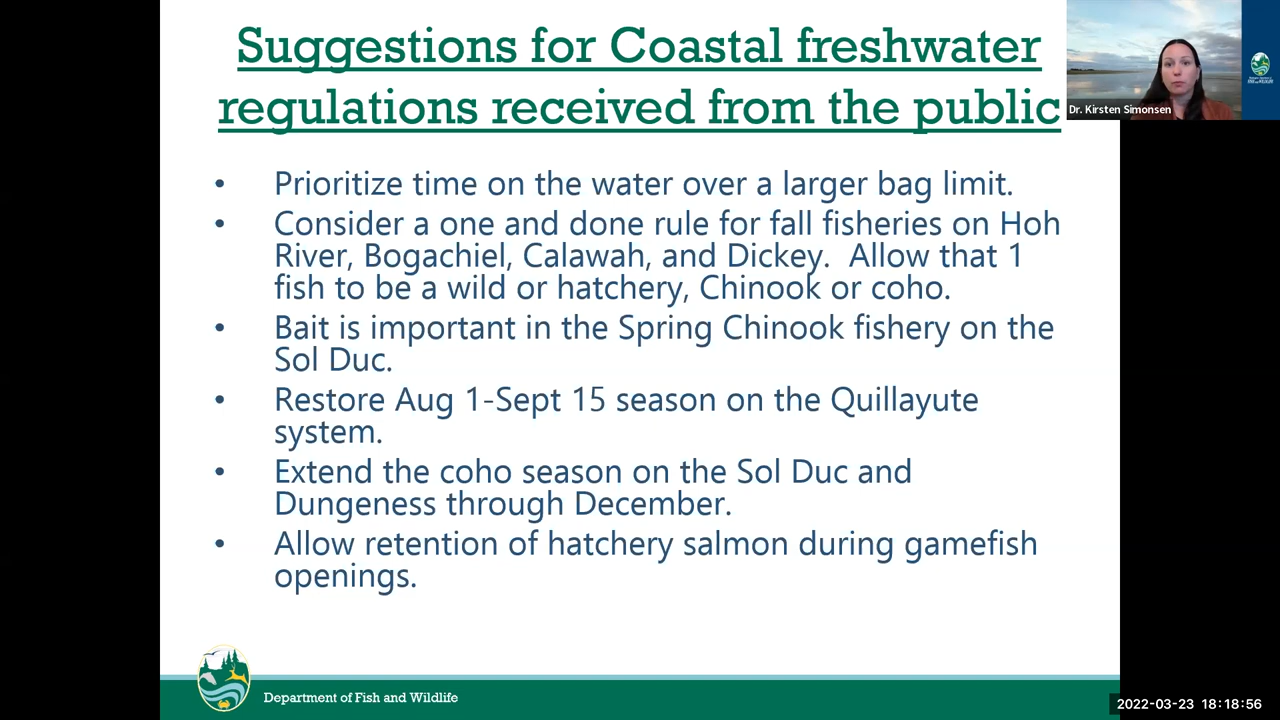 Suggestions for Coastal freshwater
regulations received from the public
Dr. Kirsten Simonsen
• Prioritize time on the water over a larger bag limit.
• Consider a one and done rule for fall fisheries on Hoh
River, Bogachiel, Calawah, and Dickey. Allow that 1
fish to be a wild or hatchery, Chinook or coho.
• Bait is important in the Spring Chinook fishery on the
Sol Duc.
• Restore Aug 1-Sept 15 season on the Quillayute
system.
• Extend the coho season on the Sol Duc and
Dungeness through December.
• Allow retention of hatchery salmon during gamefish
openings.
Department of Fish and Wildlife
2022-03-23 18:18:56